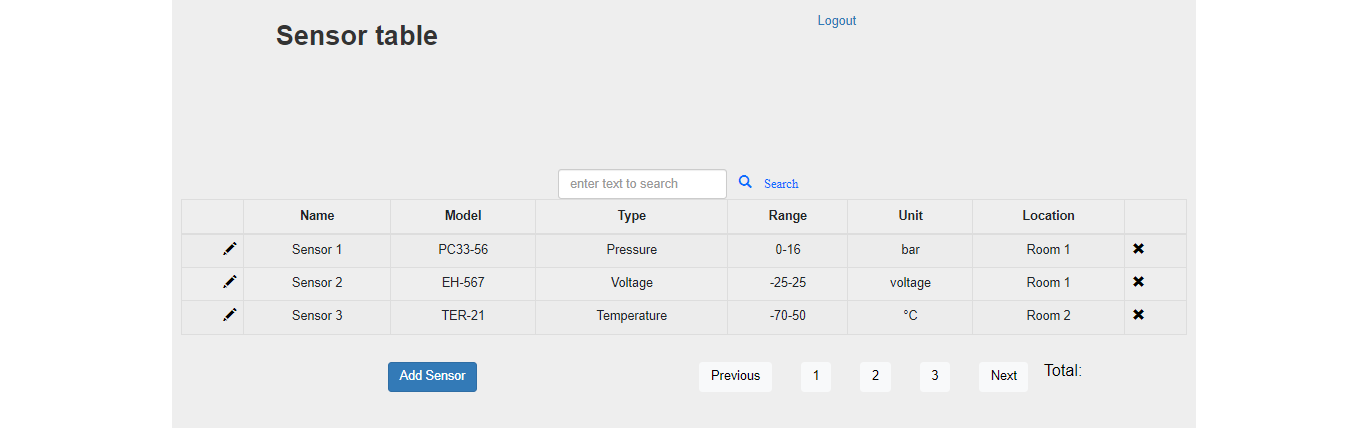 Logout
Sensor table
enter text to search Search
Name Model Type Range Unit Location
Sensor 1 PC33-56 Pressure 0-16 bar Room 1
Sensor 2 EH-567 Voltage -25-25 voltage Room 1
Sensor 3 TER-21 Temperature -70-50 °C Room 2
Add Sensor Previous 1 2 3 Next Total: